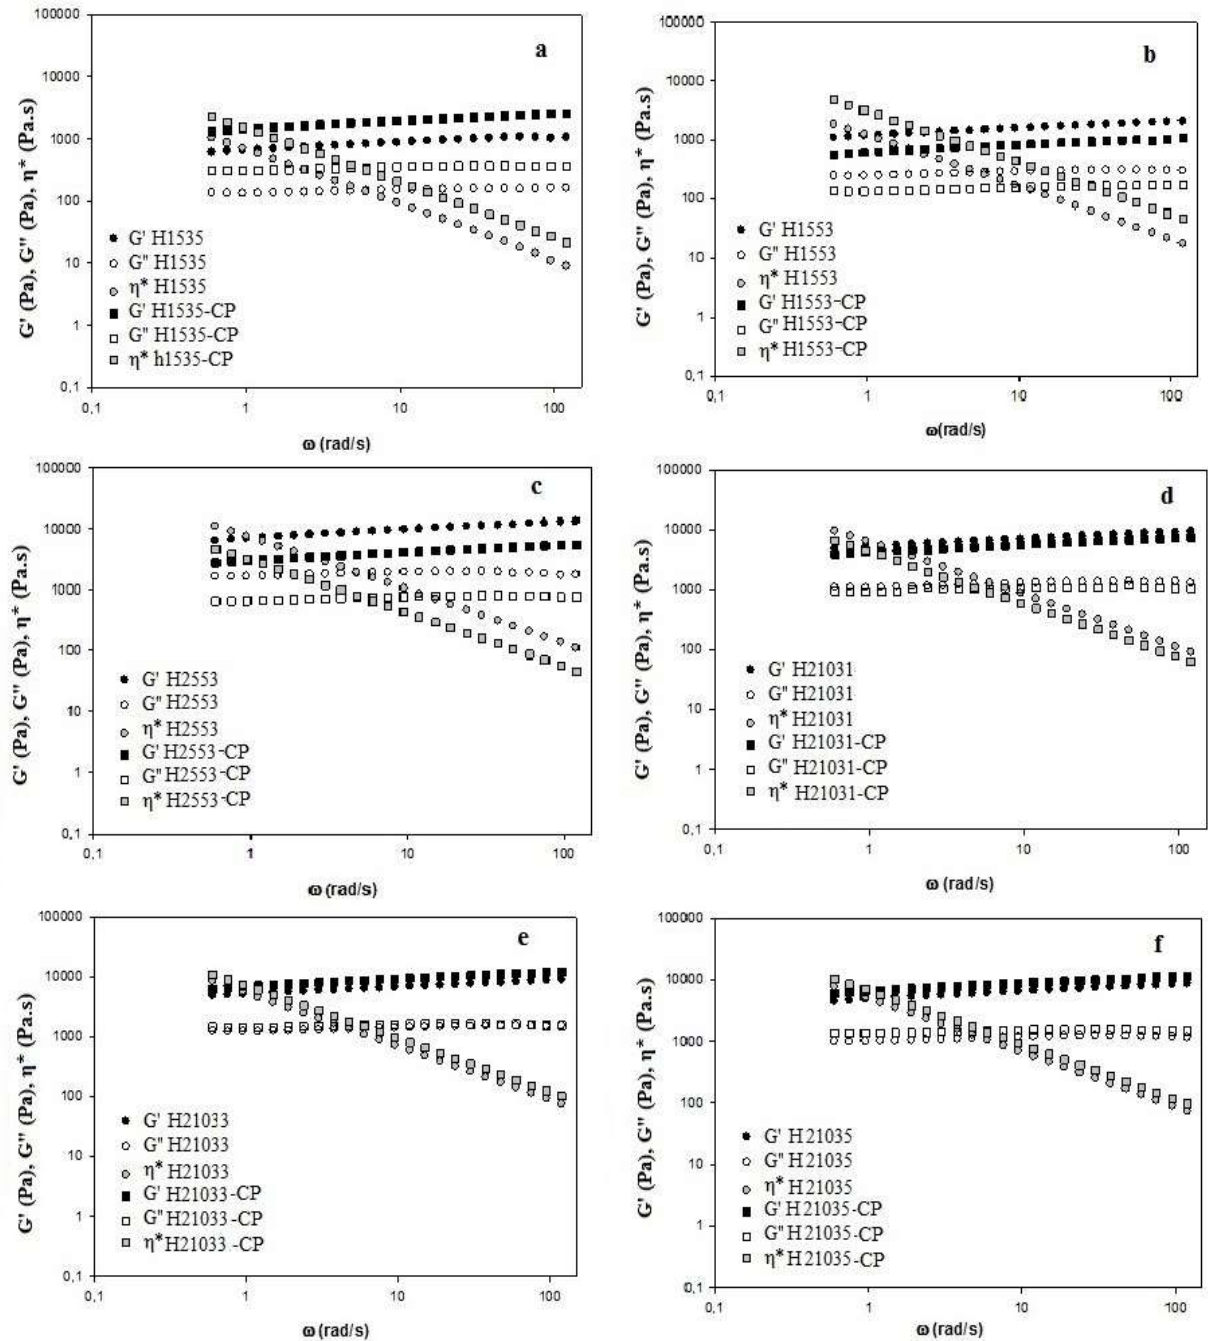 a
G' (Pa), G'' (Pa), η* (Pa.s)
100000
10000
1000
100
10
1
0,1
G' H1535
G'' H1535
η* H1535
G' H1535-CP
G'' H1535-CP
η* h1535-CP
0,1 1 10 100
ω (rad/s)
b
G' (Pa), G'' (Pa), η* (Pa.s)
100000
10000
1000
100
10
1
0,1
G' H1553
G'' H1553
η* H1553
G' H1553-CP
G'' H1553-CP
η* H1553-CP
0,1 1 10 100
ω(rad/s)
c
G' (Pa), G'' (Pa), η* (Pa.s)
100000
10000
1000
100
10
1
0,1
G' H2553
G'' H2553
η* H2553
G' H2553-CP
G'' H2553-CP
η* H2553-CP
0,1 1 10 100
ω (rad/s)
d
G' (Pa), G'' (Pa), η* (Pa.s)
100000
10000
1000
100
10
1
0,1
G' H21031
G'' H21031
η* H21031
G' H21031-CP
G'' H21031-CP
η* H21031-CP
0,1 1 10 100
ω (rad/s)
e
G' (Pa), G'' (Pa), η* (Pa.s)
100000
10000
1000
100
10
1
0,1
G' H21033
G'' H21033
η* H21033
G' H21033-CP
G'' H21033-CP
η* H21033-CP
0,1 1 10 100
ω (rad/s)
f
G' (Pa), G'' (Pa), η* (Pa.s)
100000
10000
1000
100
10
1
0,1
G' H21035
G'' H21035
η* H21035
G' H21035-CP
G'' H21035-CP
η* H21035-CP
0,1 1 10 100
ω (rad/s)